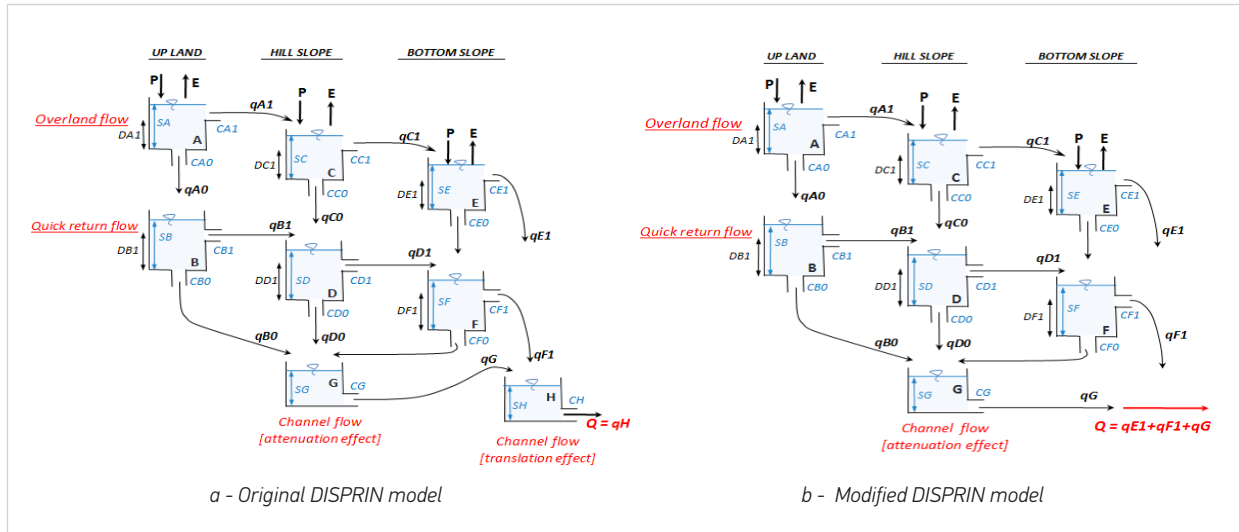 UP LAND HILL SLOPE BOTTOM SLOPE
P E
P E
qA1
Overland flow
SA
DA1
A
CA1
CA0
qA0
SC
DC1
C
CC1
CC0
qC0
qC1
P E
SE
DE1
E
CE1
CE0
qE1
Quick return flow
SB
DB1
B
CB1
CB0
qB1
qB0
SD
DD1
D
CD1
CD0
qD0
qD1
SF
DF1
F
CF1
CF0
qF1
SG
G
CG
qG
SH
H
CH
Q = qH
Channel flow
[attenuation effect]
Channel flow
[translation effect]
a - Original DISPRIN model
UP LAND HILL SLOPE BOTTOM SLOPE
P E
P E
qA1
Overland flow
SA
DA1
A
CA1
CA0
qA0
SC
DC1
C
CC1
CC0
qC0
qC1
P E
SE
DE1
E
CE1
CE0
qE1
Quick return flow
SB
DB1
B
CB1
CB0
qB1
qB0
SD
DD1
D
CD1
CD0
qD0
qD1
SF
DF1
F
CF1
CF0
qF1
SG
G
CG
qG
Q = qE1+qF1+qG
Channel flow
[attenuation effect]
b - Modified DISPRIN model